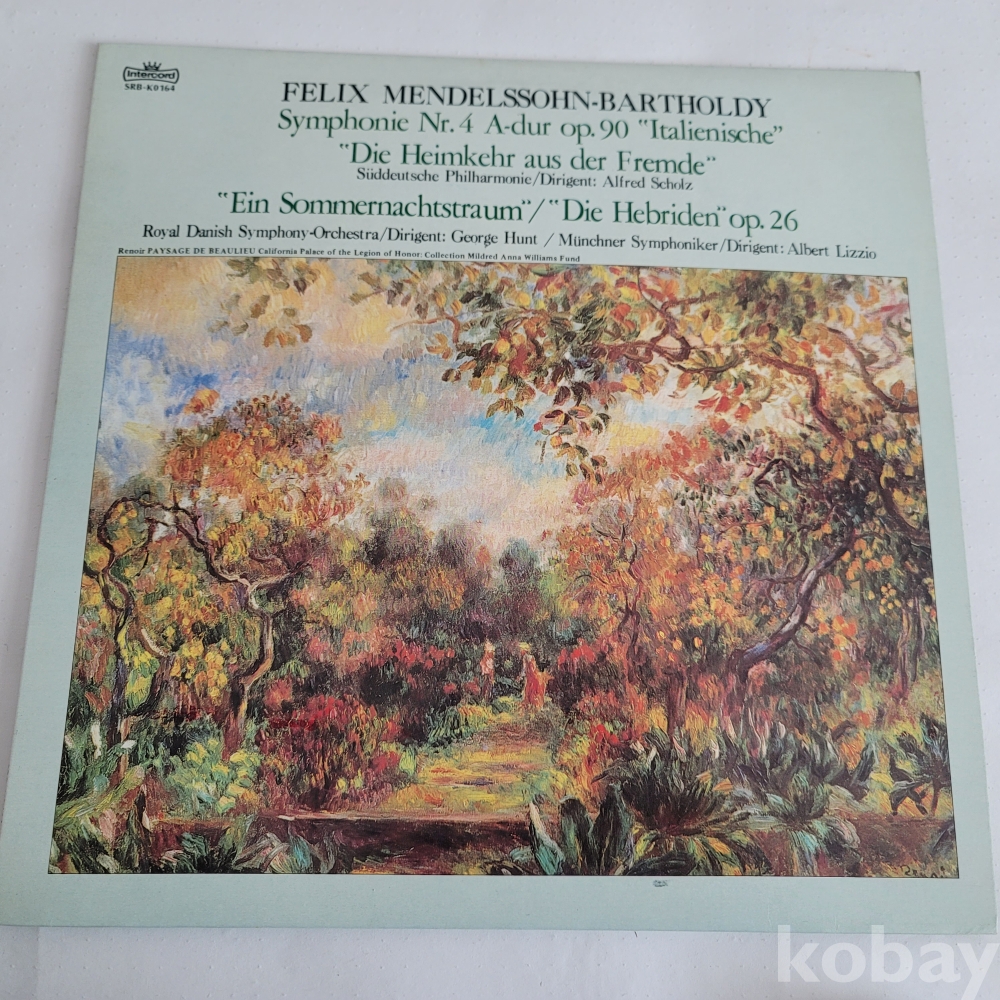 Intercord
SRB-K0164
FELIX MENDELSSOHN-BARTHOLDY
Symphonie Nr. 4 A-dur op. 90 "Italienische"
"Die Heimkehr aus der Fremde"
Süddeutsche Philharmonie/Dirigent: Alfred Scholz
"Ein Sommernachtstraum"/"Die Hebriden" op. 26
Royal Danish Symphony-Orchestra/Dirigent: George Hunt / Münchner Symphoniker/Dirigent: Albert Lizzio
Renoir PAYSAGE DE BEAULIEU California Palace of the Legion of Honor: Collection Mildred Anna Williams Fund
kobay